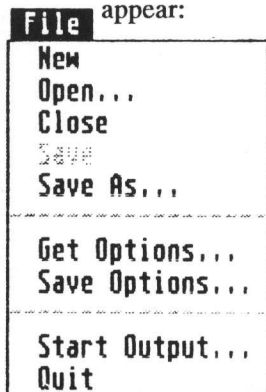 appear:
File
New
Open...
Close
Save
Save As...
Get Options...
Save Options...
Start Output...
Quit